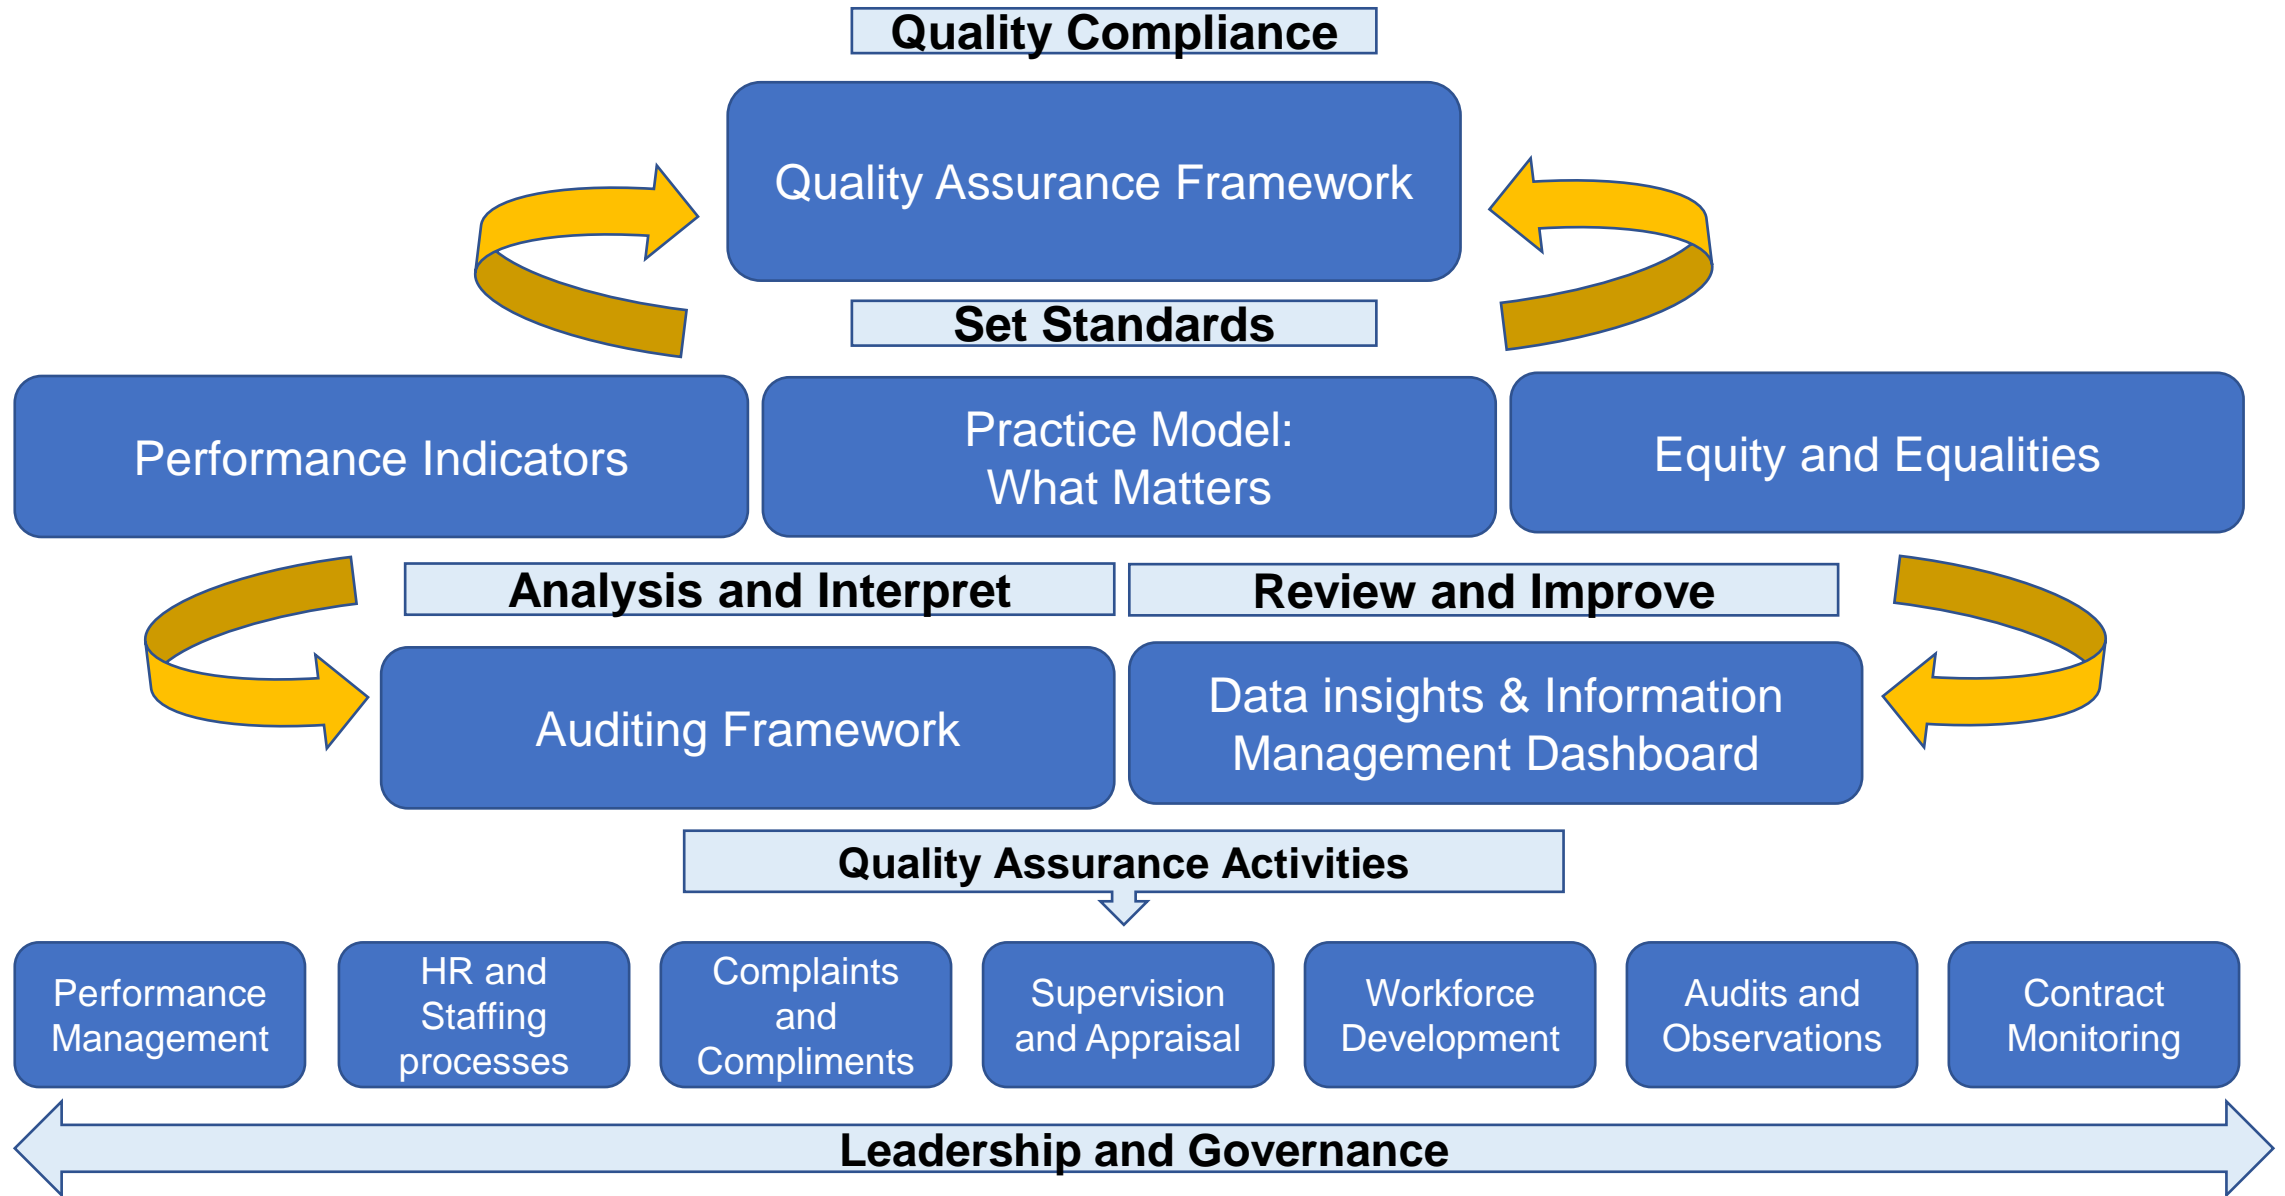 Quality Compliance
Quality Assurance Framework
Set Standards
Performance Indicators
Practice Model:
What Matters
Equity and Equalities
Analysis and Interpret
Review and Improve
Auditing Framework
Data insights & Information
Management Dashboard
Quality Assurance Activities
Performance
Management
HR and
Staffing
processes
Complaints
and
Compliments
Supervision
and Appraisal
Workforce
Development
Audits and
Observations
Contract
Monitoring
Leadership and Governance